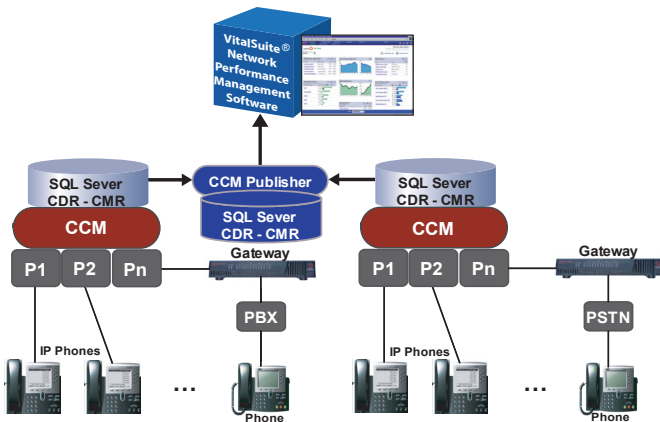 VitalSuite®
Network
Performance
Management
Software
SQL Sever
CDR - CMR
CCM Publisher
SQL Sever
CDR - CMR
SQL Sever
CDR - CMR
CCM
CCM
P1
P2
Pn
Gateway
P1
P2
Pn
Gateway
PBX
PSTN
IP Phones
IP Phones
...
...
Phone
Phone